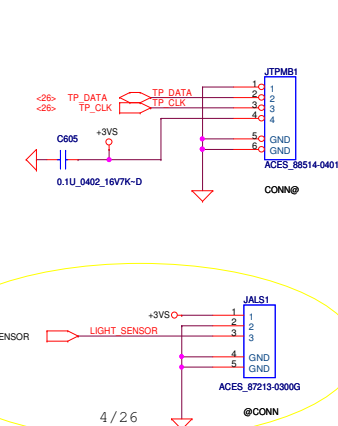 JTPMB1
<26> TP_DATA TP_DATA 1 1
<26> TP_CLK TP_CLK 2 2
3 3
4 4
5 GND
6 GND
C605
+3VS
0.1U_0402_16V7K~D
ACES_88514-0401
CONN@
JALS1
+3VS 1 1
2 2
ENSOR LIGHT_SENSOR 3 3
4 GND
5 GND
ACES_87213-0300G
4/26
@CONN